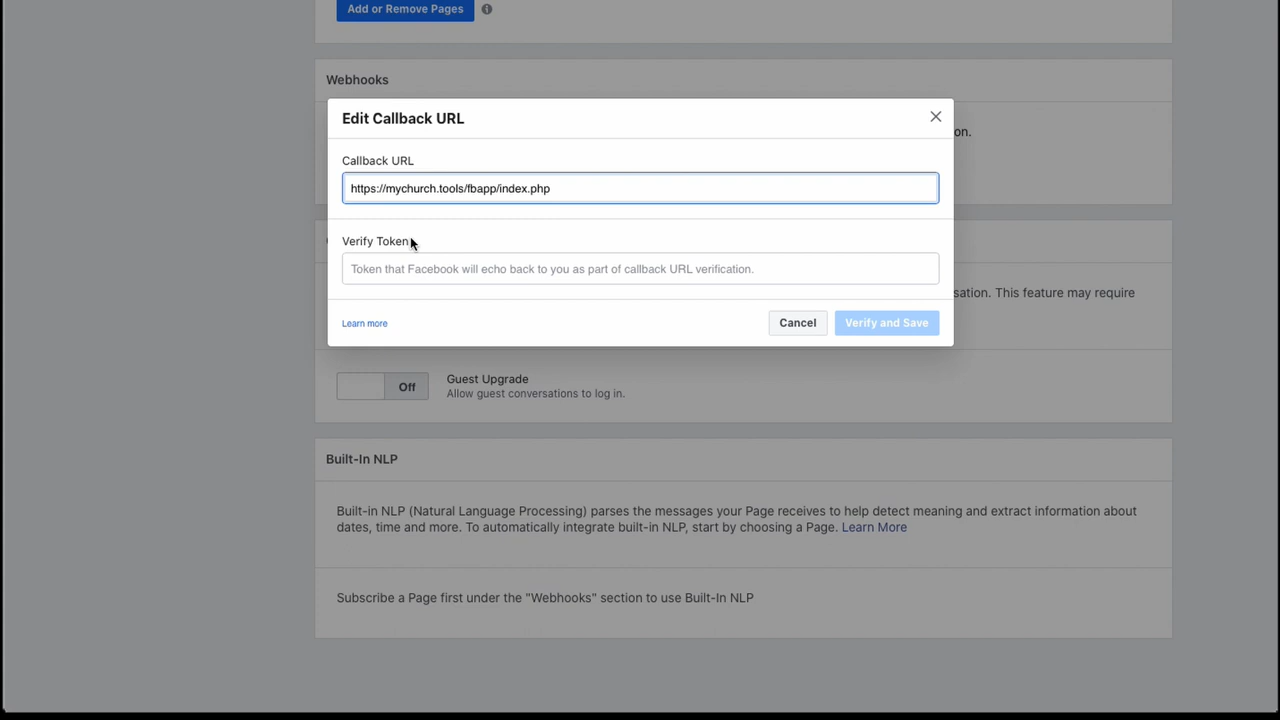 Add or Remove Pages
Webhooks
Edit Callback URL
on.
Callback URL
https://mychurch.tools/fbapp/index.php
Verify Token
Token that Facebook will echo back to you as part of callback URL verification.
sation. This feature may require
Learn more
Cancel
Verify and Save
Off
Guest Upgrade
Allow guest conversations to log in.
Built-In NLP
Built-in NLP (Natural Language Processing) parses the messages your Page receives to help detect meaning and extract information about
dates, time and more. To automatically integrate built-in NLP, start by choosing a Page. Learn More
Subscribe a Page first under the "Webhooks" section to use Built-In NLP